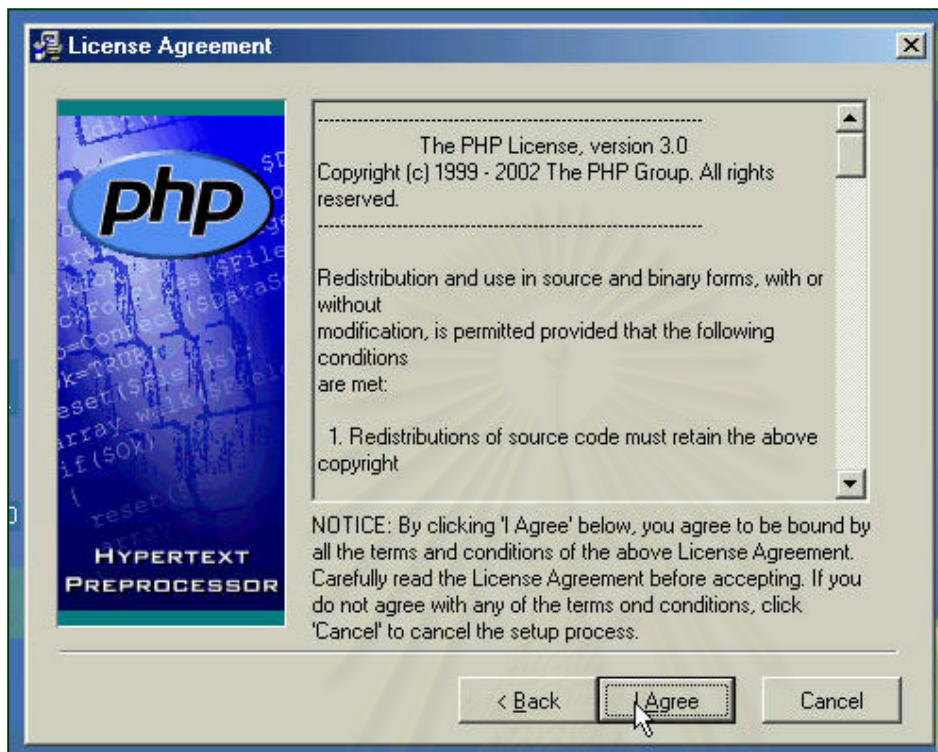 License Agreement
php
HYPERTEXT
PREPROCESSOR
------------------------------------------------------------------------
The PHP License, version 3.0
Copyright (c) 1999 - 2002 The PHP Group. All rights
reserved.
------------------------------------------------------------------------
Redistribution and use in source and binary forms, with or
without
modification, is permitted provided that the following
conditions
are met:
1. Redistributions of source code must retain the above
copyright
NOTICE: By clicking 'I Agree' below, you agree to be bound by
all the terms and conditions of the above License Agreement.
Carefully read the License Agreement before accepting. If you
do not agree with any of the terms ond conditions, click
'Cancel' to cancel the setup process.
< Back
I Agree
Cancel